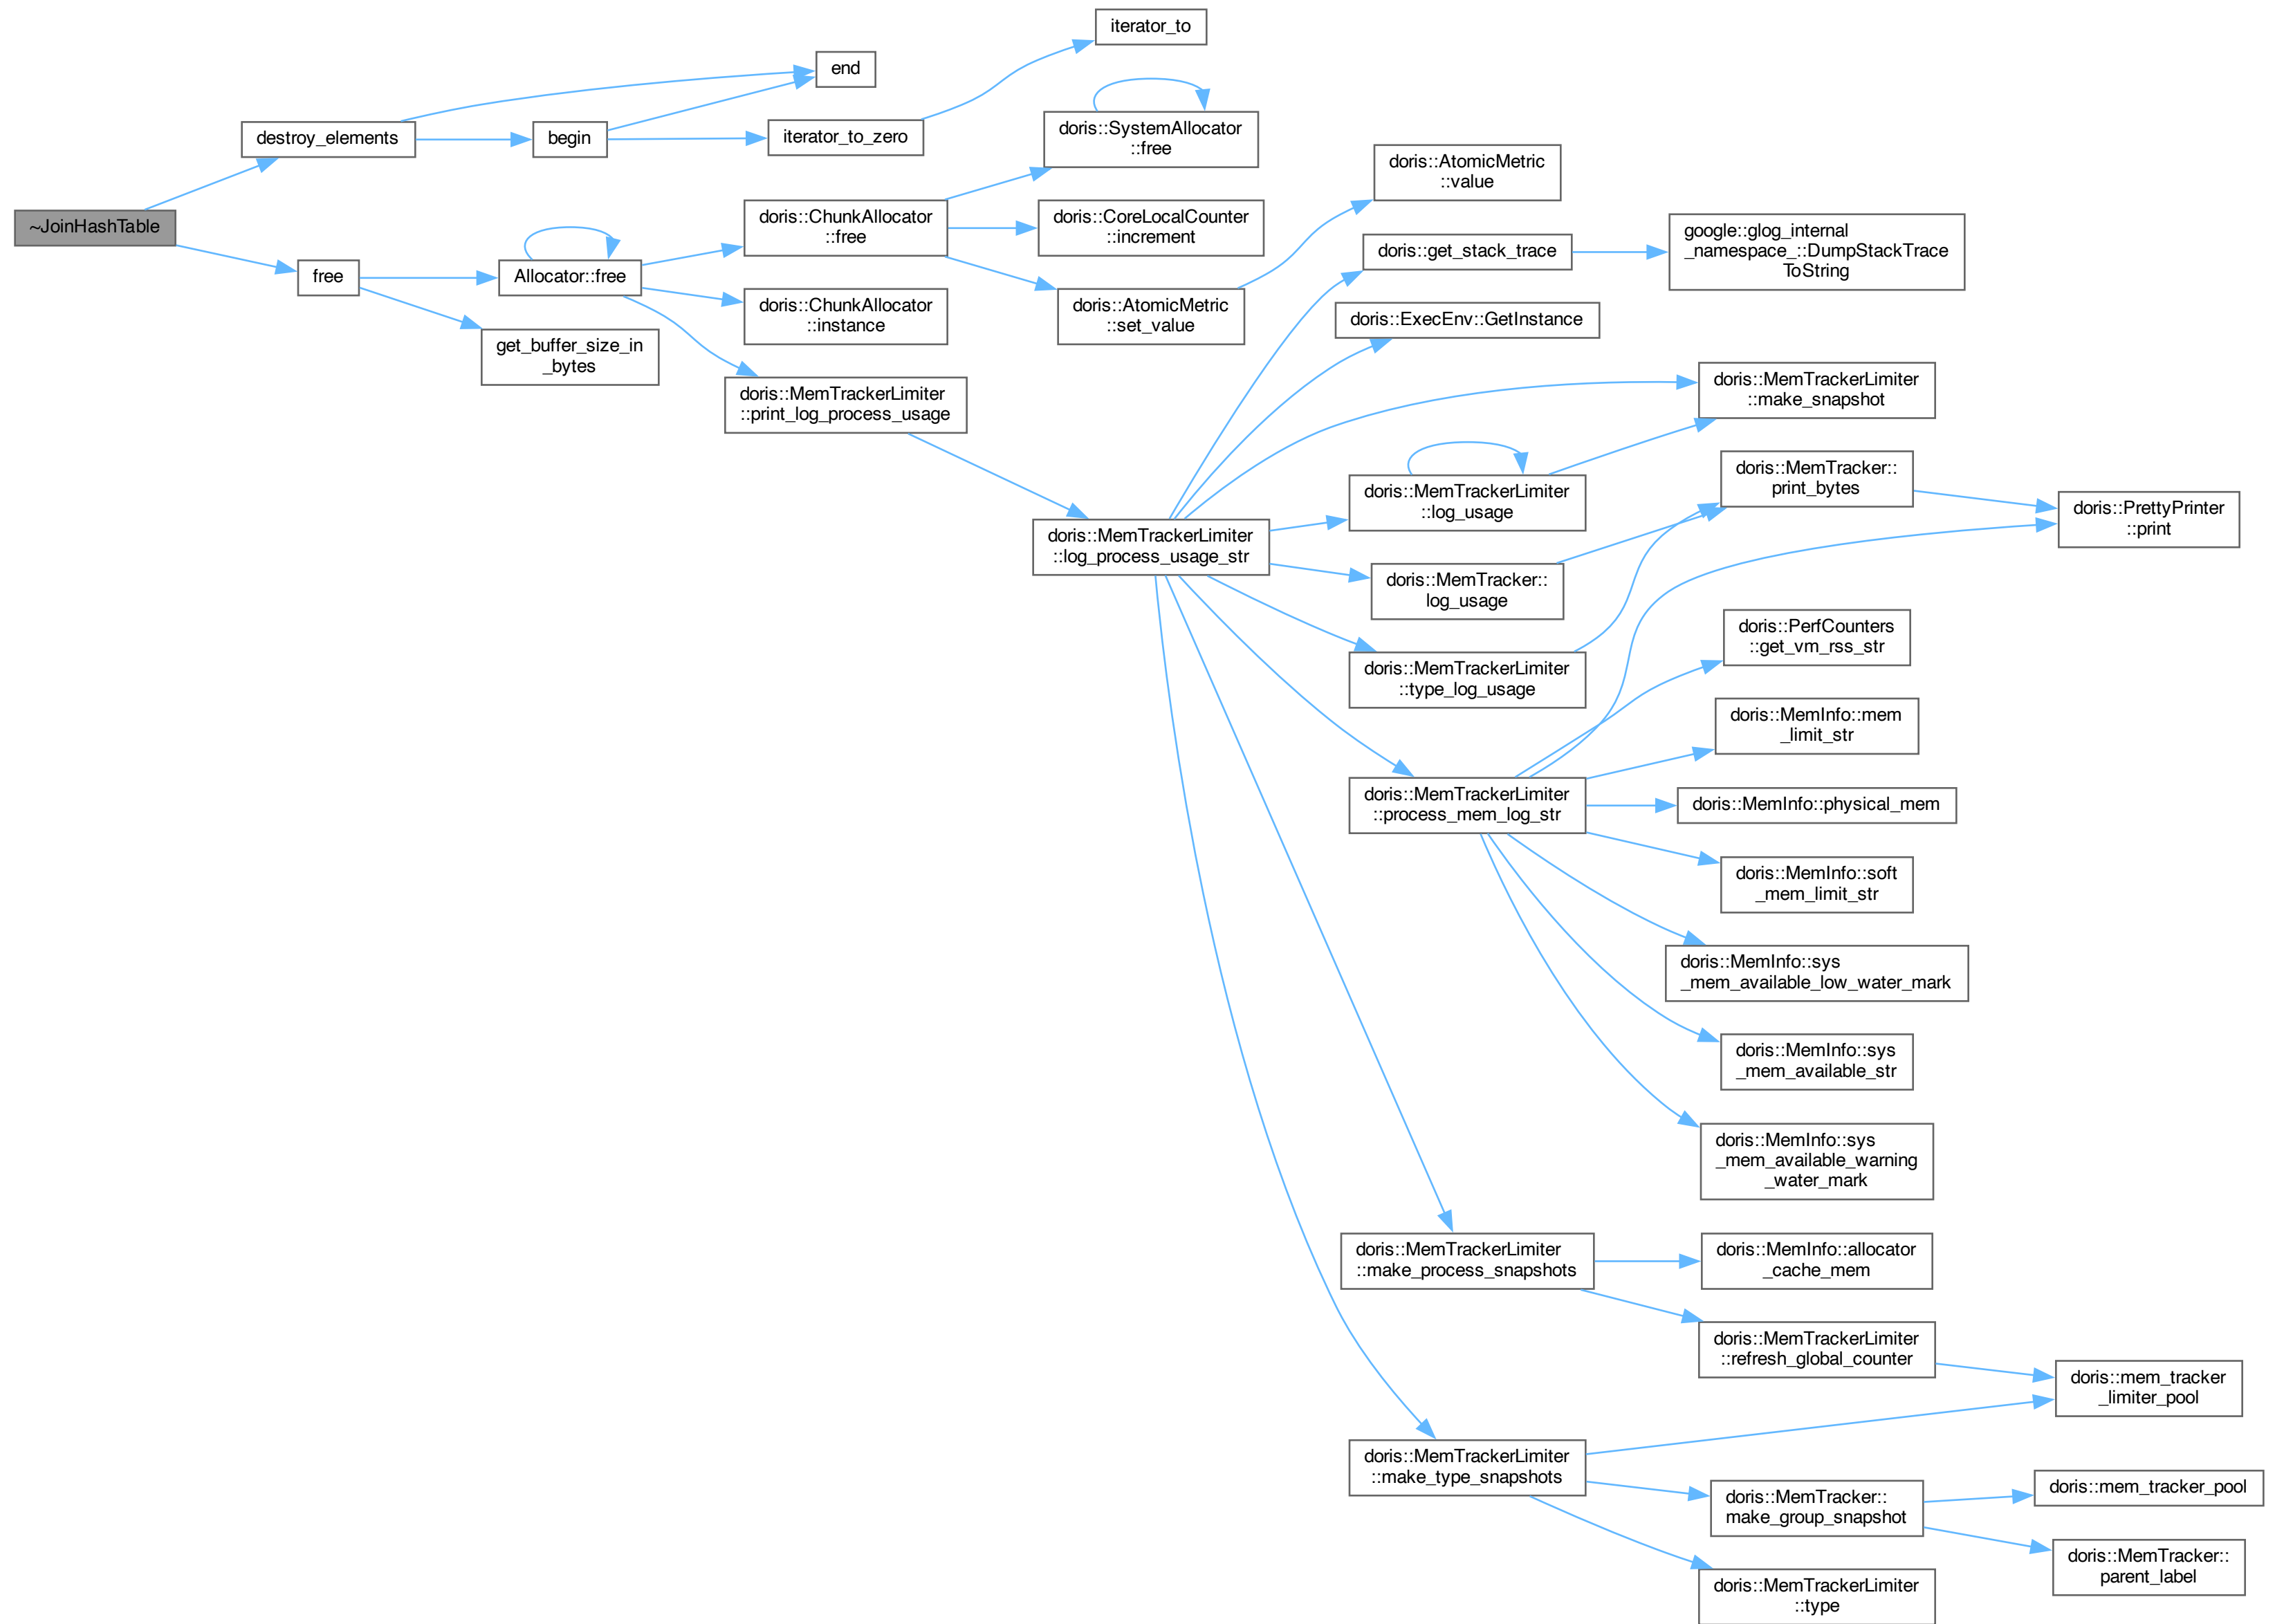 ~JoinHashTable
destroy_elements
free
begin
end
iterator_to_zero
iterator_to
Allocator::free
get_buffer_size_in
_bytes
doris::ChunkAllocator
::free
doris::ChunkAllocator
::instance
doris::MemTrackerLimiter
::print_log_process_usage
doris::SystemAllocator
::free
doris::CoreLocalCounter
::increment
doris::AtomicMetric
::set_value
doris::AtomicMetric
::value
doris::MemTrackerLimiter
::log_process_usage_str
doris::get_stack_trace
google::glog_internal
_namespace_::DumpStackTrace
ToString
doris::ExecEnv::GetInstance
doris::MemTrackerLimiter
::make_snapshot
doris::MemTrackerLimiter
::log_usage
doris::MemTracker::
log_usage
doris::MemTracker::
print_bytes
doris::PrettyPrinter
::print
doris::MemTrackerLimiter
::type_log_usage
doris::MemTrackerLimiter
::process_mem_log_str
doris::PerfCounters
::get_vm_rss_str
doris::MemInfo::mem
_limit_str
doris::MemInfo::physical_mem
doris::MemInfo::soft
_mem_limit_str
doris::MemInfo::sys
_mem_available_low_water_mark
doris::MemInfo::sys
_mem_available_str
doris::MemInfo::sys
_mem_available_warning
_water_mark
doris::MemTrackerLimiter
::make_process_snapshots
doris::MemInfo::allocator
_cache_mem
doris::MemTrackerLimiter
::refresh_global_counter
doris::mem_tracker
_limiter_pool
doris::MemTrackerLimiter
::make_type_snapshots
doris::MemTracker::
make_group_snapshot
doris::mem_tracker_pool
doris::MemTracker::
parent_label
doris::MemTrackerLimiter
::type